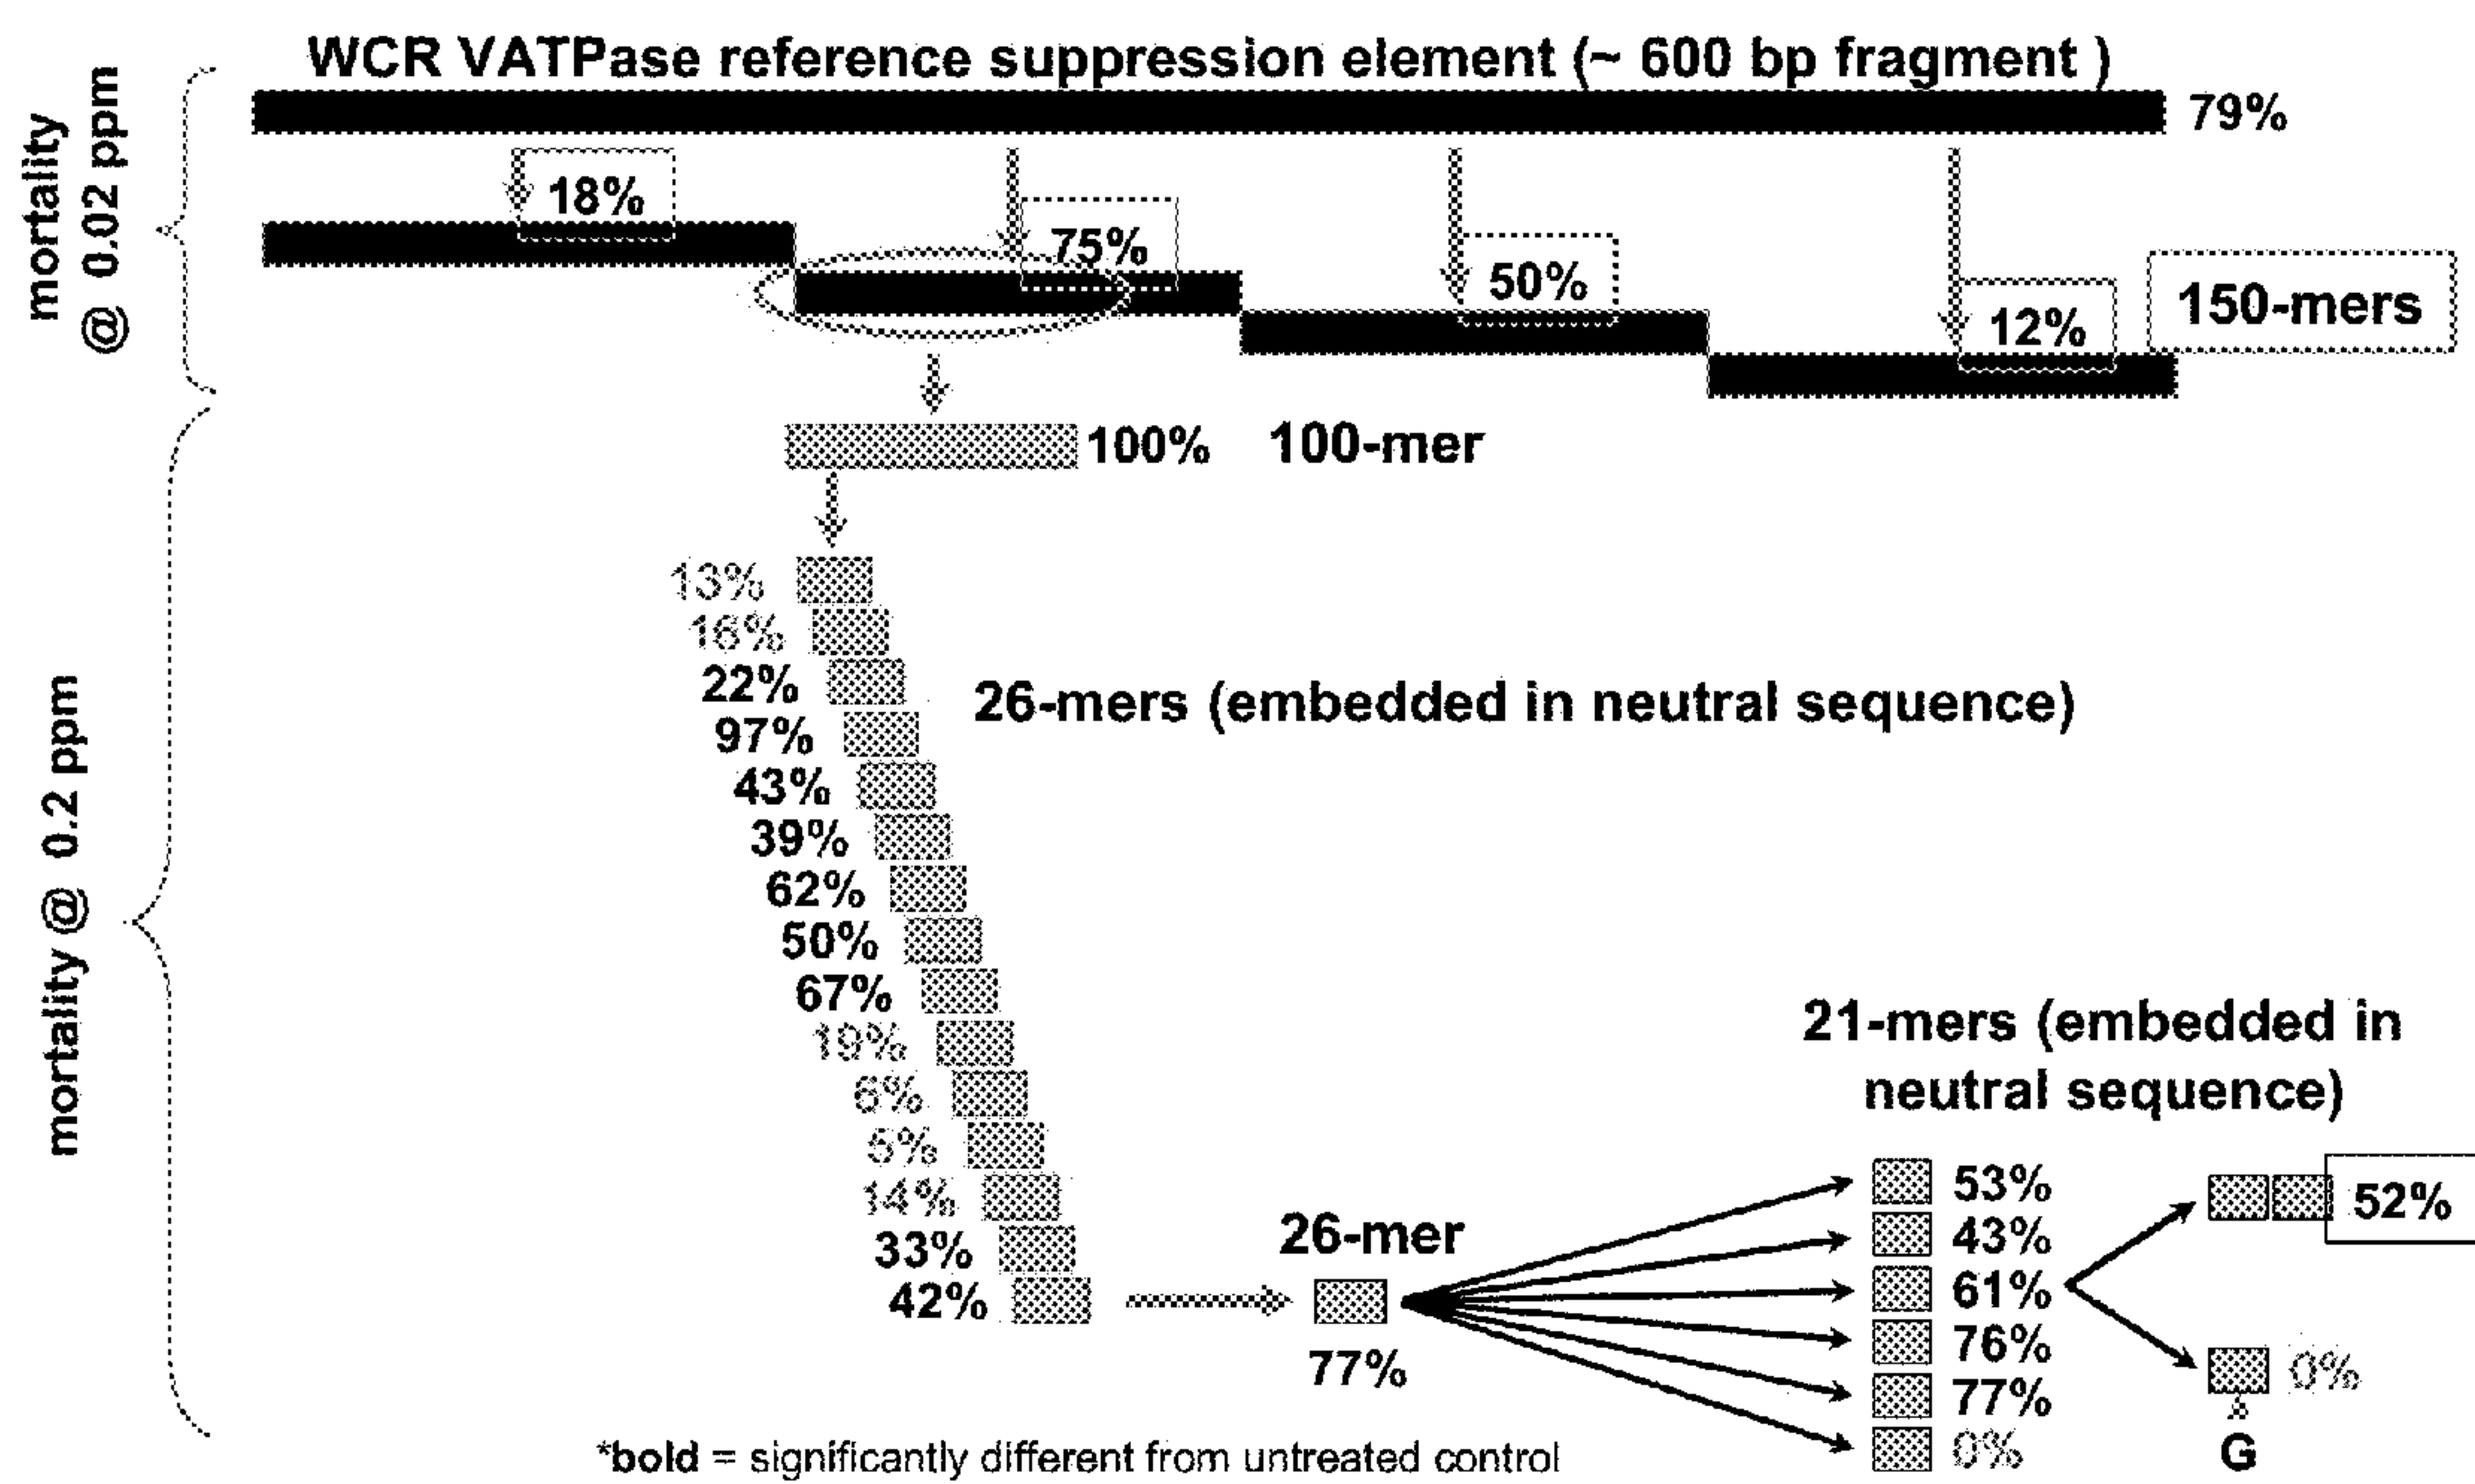 WCR VATPase reference suppression element (~ 600 bp fragment )
79%
mortality
@ 0.02 ppm
18%
75%
50%
12%
150-mers
100% 100-mer
13%
16%
22%
97%
43%
39%
62%
50%
67%
19%
6%
5%
14%
33%
42%
26-mers (embedded in neutral sequence)
mortality @ 0.2 ppm
26-mer
77%
21-mers (embedded in
neutral sequence)
53%
43%
61%
76%
77%
0%
52%
0%
G
*bold = significantly different from untreated control